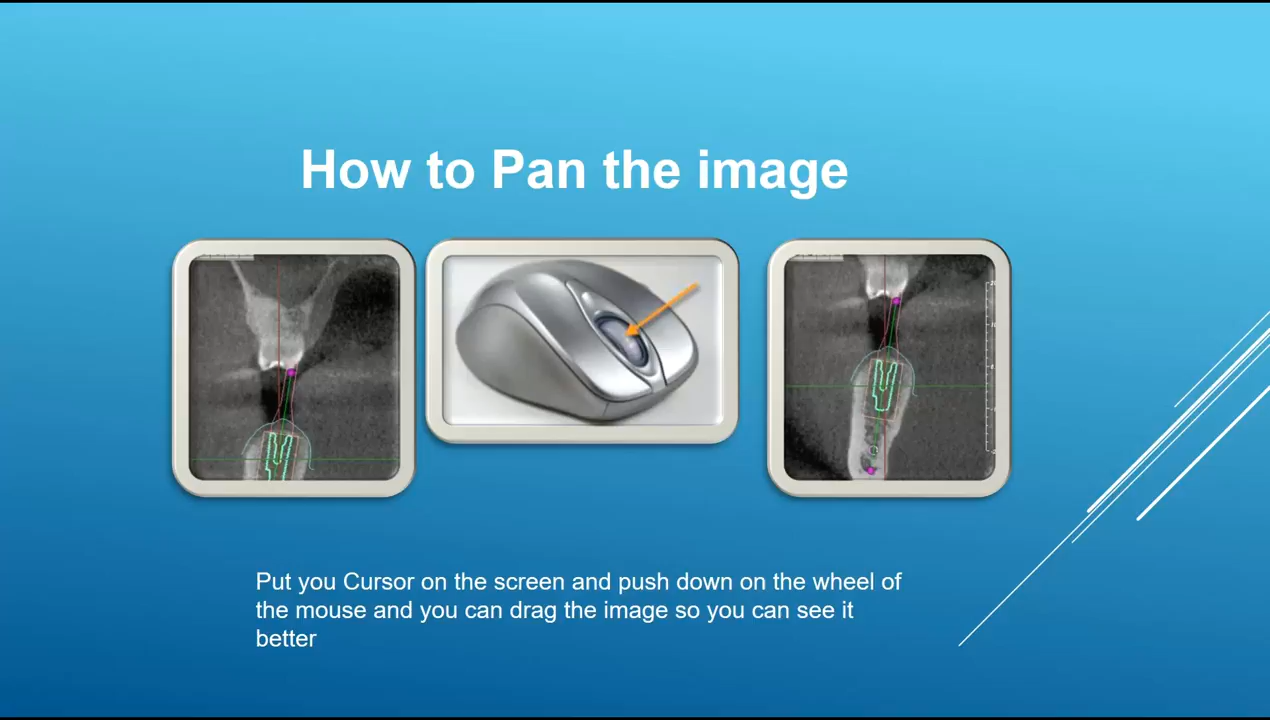 How to Pan the image
Put you Cursor on the screen and push down on the wheel of
the mouse and you can drag the image so you can see it
better